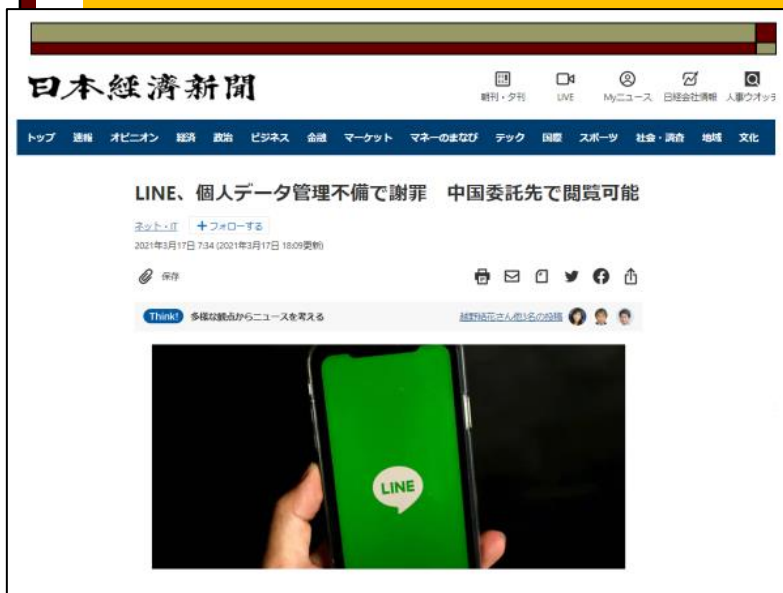 日本経済新聞
朝刊・夕刊 LIVE Myニュース 日経会社情報 人事ウオッチ
トップ 速報 オピニオン 経済 政治 ビジネス 金融 マーケット マネーのまなび テック 国際 スポーツ 社会・調査 地域 文化
LINE、個人データ管理不備で謝罪 中国委託先で閲覧可能
ネット・IT +フォローする
2021年3月17日 7:34 (2021年3月17日 18:09更新)
保存
Think! 多様な観点からニュースを考える
LINE